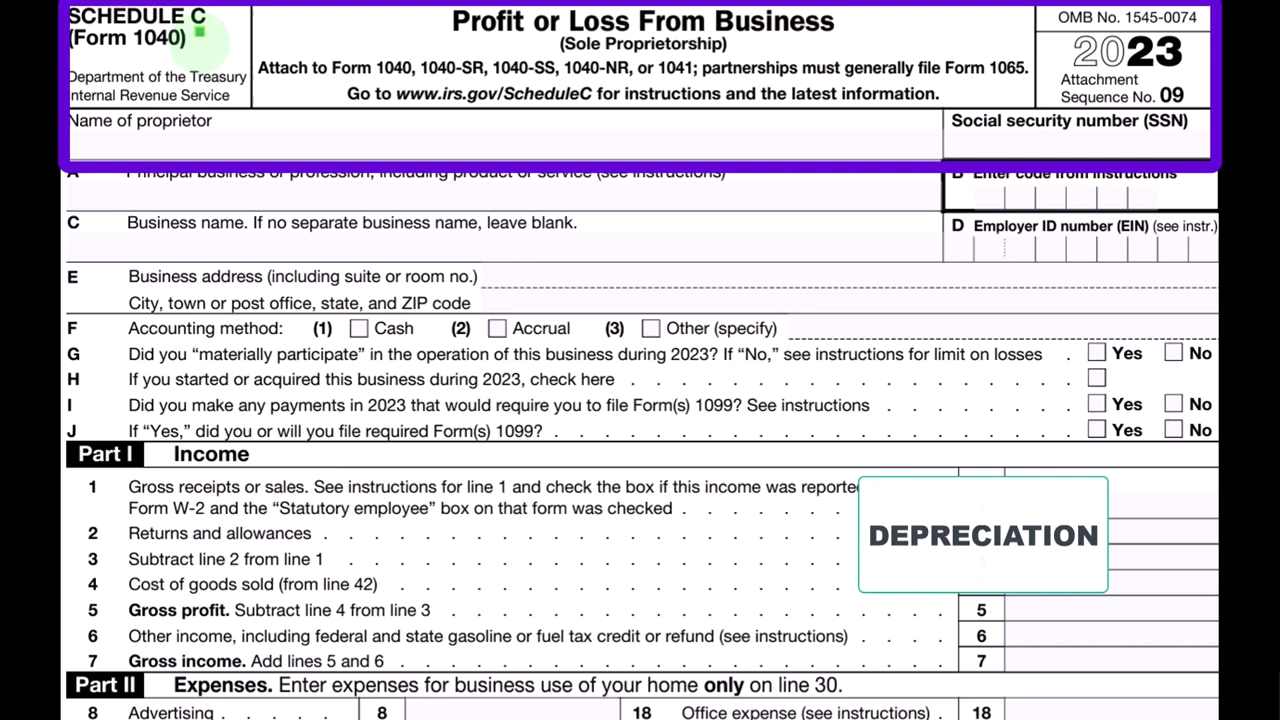 SCHEDULE C
(Form 1040)
Department of the Treasury
Internal Revenue Service
Profit or Loss From Business
(Sole Proprietorship)
Attach to Form 1040, 1040-SR, 1040-SS, 1040-NR, or 1041; partnerships must generally file Form 1065.
Go to www.irs.gov/ScheduleC for instructions and the latest information.
OMB No. 1545-0074
2023
Attachment
Sequence No. 09
Name of proprietor
Social security number (SSN)
A Principal business or profession, including product or service (see instructions)
B Enter code from instructions
C Business name. If no separate business name, leave blank.
D Employer ID number (EIN) (see instr.)
E Business address (including suite or room no.)
City, town or post office, state, and ZIP code
F Accounting method: (1) Cash (2) Accrual (3) Other (specify)
G Did you “materially participate” in the operation of this business during 2023? If “No,” see instructions for limit on losses . Yes No
H If you started or acquired this business during 2023, check here . . . . . . . . . . . . . . . . .
I Did you make any payments in 2023 that would require you to file Form(s) 1099? See instructions . . . . . . . Yes No
J If “Yes,” did you or will you file required Form(s) 1099? . . . . . . . . . . . . . . . . . . Yes No
Part I Income
1 Gross receipts or sales. See instructions for line 1 and check the box if this income was reporte
Form W-2 and the “Statutory employee” box on that form was checked . . . . . .
2 Returns and allowances . . . . . . . . . . . . . . . . .
DEPRECIATION
3 Subtract line 2 from line 1 . . . . . . . . . . . . . . . .
4 Cost of goods sold (from line 42) . . . . . . . . . . . . . .
5 Gross profit. Subtract line 4 from line 3 . . . . . . . . . . . . . . . . 5
6 Other income, including federal and state gasoline or fuel tax credit or refund (see instructions) . . . . 6
7 Gross income. Add lines 5 and 6 . . . . . . . . . . . . . . . . . . 7
Part II Expenses. Enter expenses for business use of your home only on line 30.
8 Advertising . . . . . 8
18 Office expense (see instructions) . 18